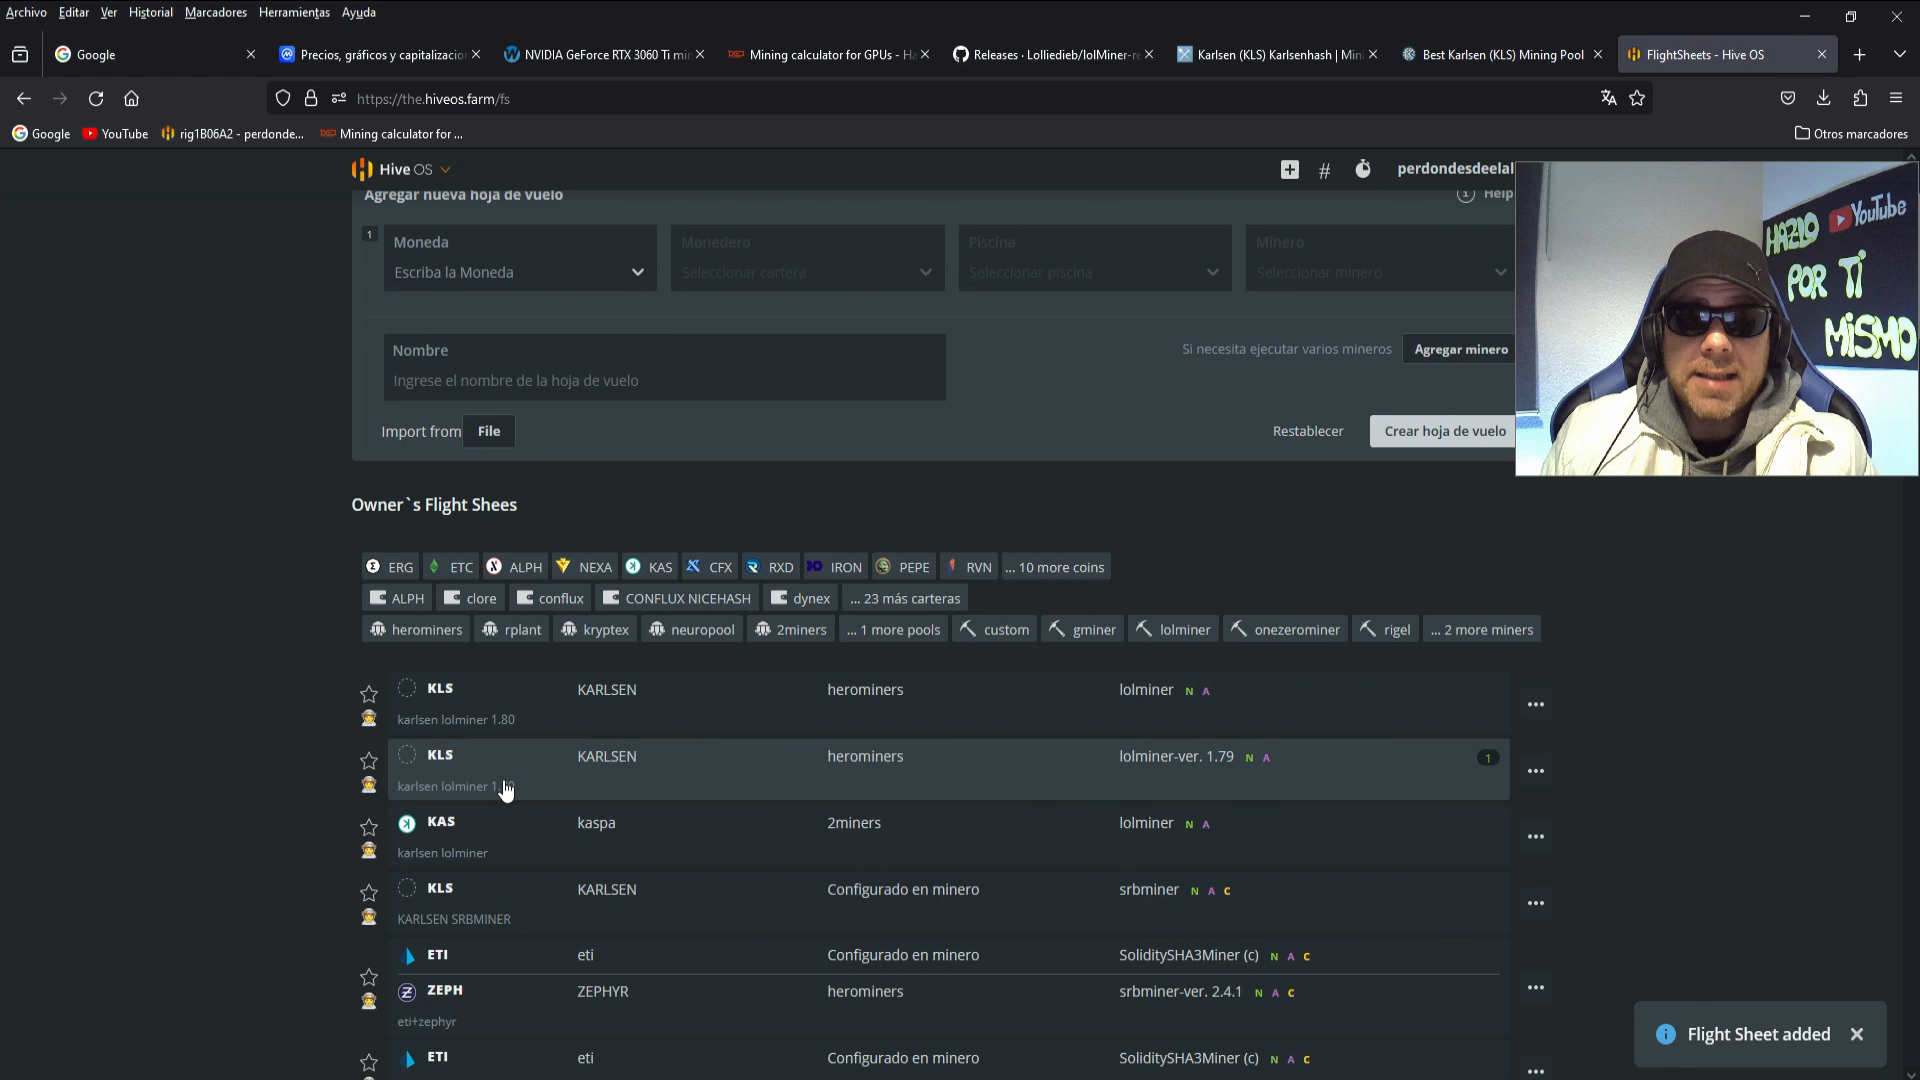 Archivo Editar Ver Historial Marcadores Herramientas Ayuda
Google
Precios, gráficos y capitalizacio
NVIDIA GeForce RTX 3060 Ti mi
Mining calculator for GPUs - Ha
Releases · Lolliedieb/lolMiner-re
Karlsen (KLS) Karlsenhash | Mini
Best Karlsen (KLS) Mining Pool
FlightSheets - Hive OS
https://the.hiveos.farm/fs
Google YouTube rig1B06A2 - perdonde... Mining calculator for ... Otros marcadores
Hive OS
# perdondesdeelal
Agregar nueva hoja de vuelo Help
1 Moneda Monedero Piscina Minero
Escriba la Moneda Seleccionar cartera Seleccionar piscina Seleccionar minero
Nombre
Ingrese el nombre de la hoja de vuelo
Si necesita ejecutar varios mineros Agregar minero
Import from File Restablecer Crear hoja de vuelo
HAZLO YouTube
POR TI
MiSMO
Owner`s Flight Shees
ERG ETC ALPH NEXA KAS CFX RXD IRON PEPE RVN ... 10 more coins
ALPH clore conflux CONFLUX NICEHASH dynex ... 23 más carteras
herominers rplant kryptex neuropool 2miners ... 1 more pools custom gminer lolminer onezerominer rigel ... 2 more miners
KLS KARLSEN herominers lolminer N A
karlsen lolminer 1.80
KLS KARLSEN herominers lolminer-ver. 1.79 N A 1
karlsen lolminer
KAS kaspa 2miners lolminer N A
karlsen lolminer
KLS KARLSEN Configurado en minero srbminer N A C
KARLSEN SRBMINER
ETI eti Configurado en minero SoliditySHA3Miner (c) N A C
ZEPH ZEPHYR herominers srbminer-ver. 2.4.1 N A C
eti+zephyr
ETI eti Configurado en minero SoliditySHA3Miner (c) N A C
Flight Sheet added